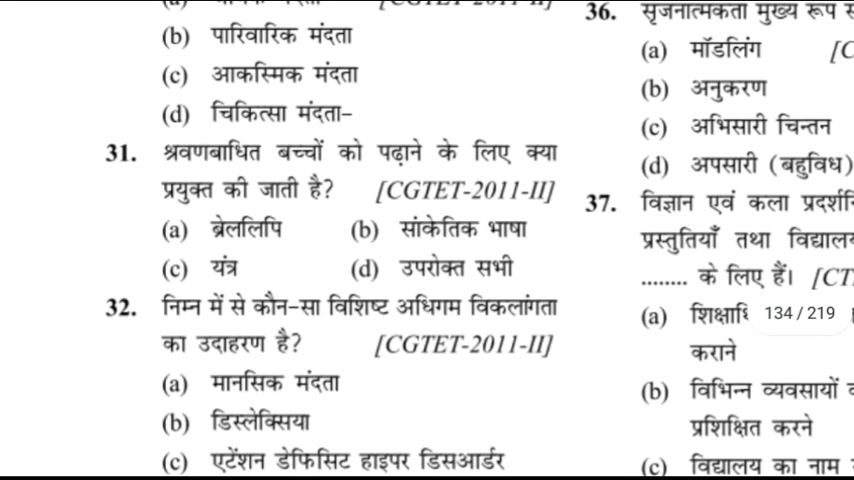 (b) पारिवारिक मंदता
(c) आकस्मिक मंदता
(d) चिकित्सा मंदता–
31. श्रवणबाधित बच्चों को पढ़ाने के लिए क्या
प्रयुक्त की जाती है? [CGTET-2011-II]
(a) ब्रेललिपि (b) सांकेतिक भाषा
(c) यंत्र (d) उपरोक्त सभी
32. निम्न में से कौन-सा विशिष्ट अधिगम विकलांगता
का उदाहरण है? [CGTET-2011-II]
(a) मानसिक मंदता
(b) डिस्लेक्सिया
(c) एटेंशन डेफिसिट हाइपर डिसआर्डर
36. सृजनात्मकता मुख्य रूप
(a) मॉडलिंग [C
(b) अनुकरण
(c) अभिसारी चिन्तन
(d) अपसारी (बहुविध)
37. विज्ञान एवं कला
प्रस्तुतियाँ तथा
........ के लिए हैं। [CT
(a)
134 / 219
कराने
(b) विभिन्न व्यवसायों
प्रशिक्षित करने
(c) विद्यालय का नाम